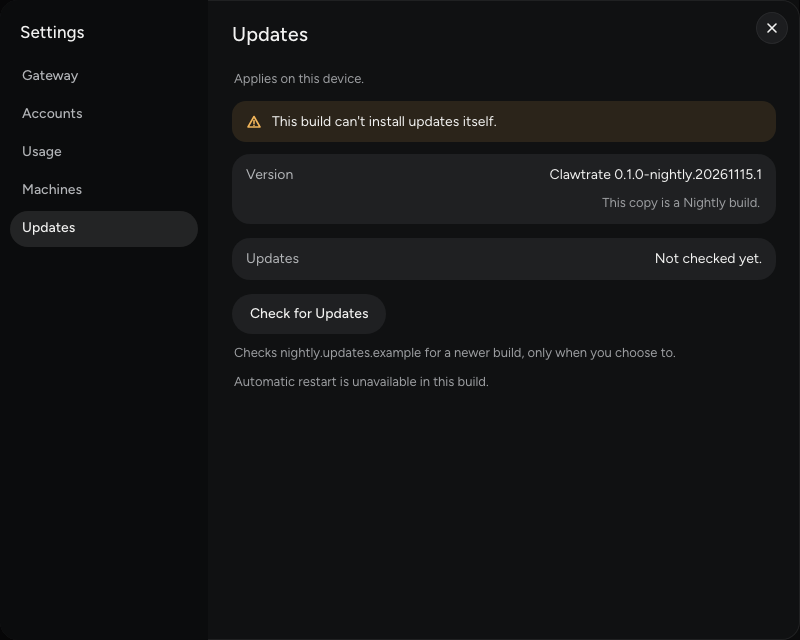 Settings
Gateway
Accounts
Usage
Machines
Updates
Updates
Applies on this device.
This build can't install updates itself.
Version
Clawtrate 0.1.0-nightly.20261115.1
This copy is a Nightly build.
Updates
Not checked yet.
Check for Updates
Checks nightly.updates.example for a newer build, only when you choose to.
Automatic restart is unavailable in this build.